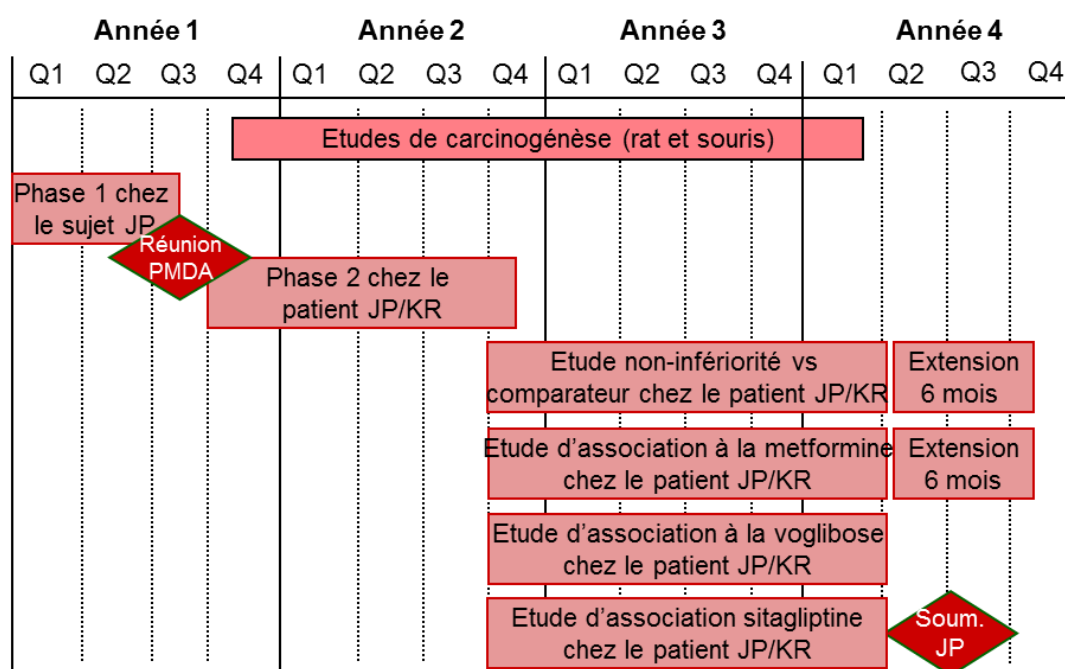 Année 1 Année 2 Année 3 Année 4
Q1 Q2 Q3 Q4 Q1 Q2 Q3 Q4 Q1 Q2 Q3 Q4 Q1 Q2 Q3 Q4
Etudes de carcinogénèse (rat et souris)
Phase 1 chez
le sujet JP
Réunion
PMDA
Phase 2 chez le
patient JP/KR
Etude non-infériorité vs
comparateur chez le patient JP/KR
Extension
6 mois
Etude d’association à la metformine
chez le patient JP/KR
Extension
6 mois
Etude d’association à la voglibose
chez le patient JP/KR
Etude d’association sitagliptine
chez le patient JP/KR
Soum.
JP